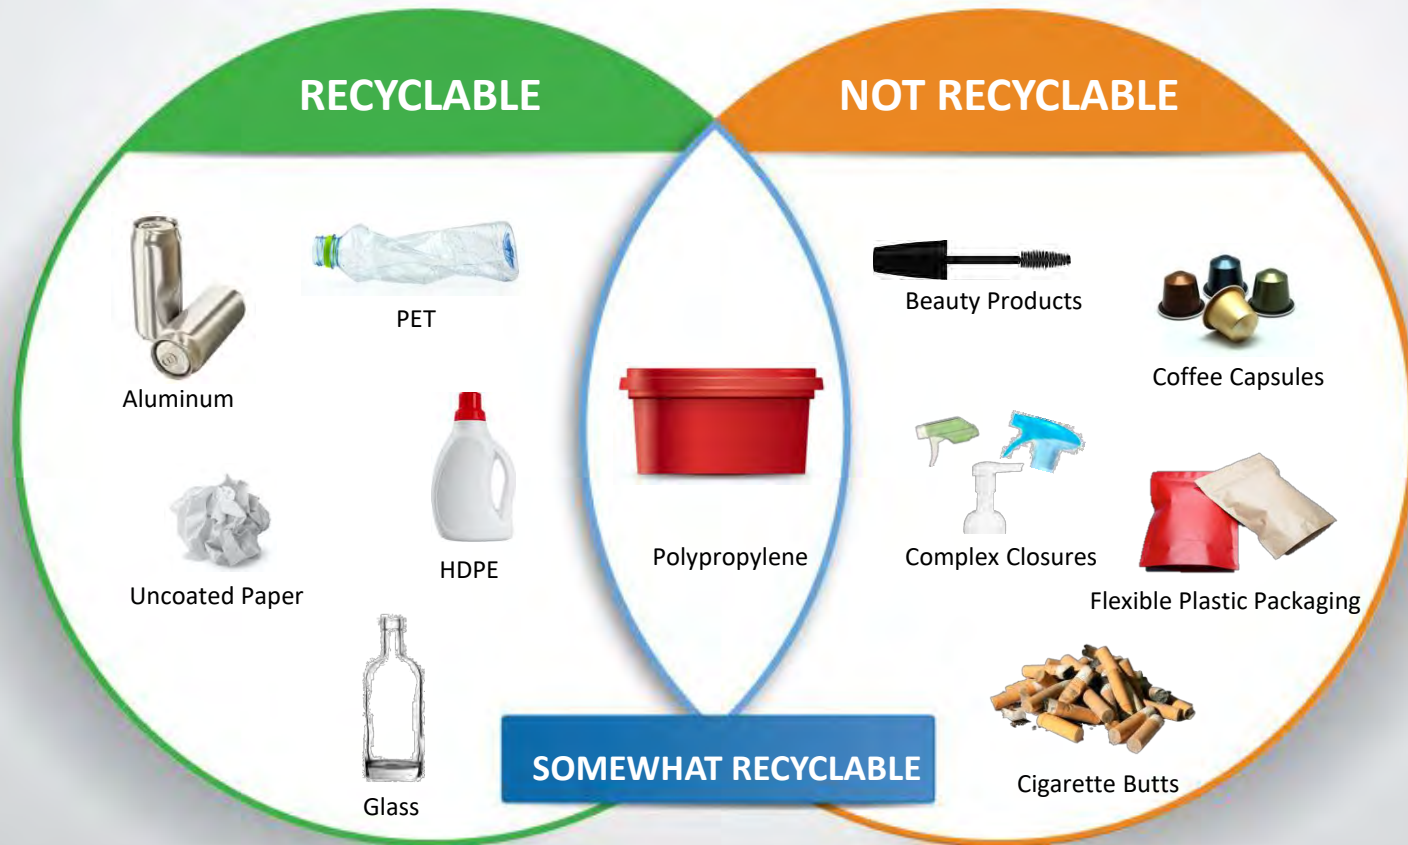 RECYCLABLE
NOT RECYCLABLE
PET
Aluminum
HDPE
Uncoated Paper
Glass
Polypropylene
SOMEWHAT RECYCLABLE
Beauty Products
Coffee Capsules
Complex Closures
Flexible Plastic Packaging
Cigarette Butts